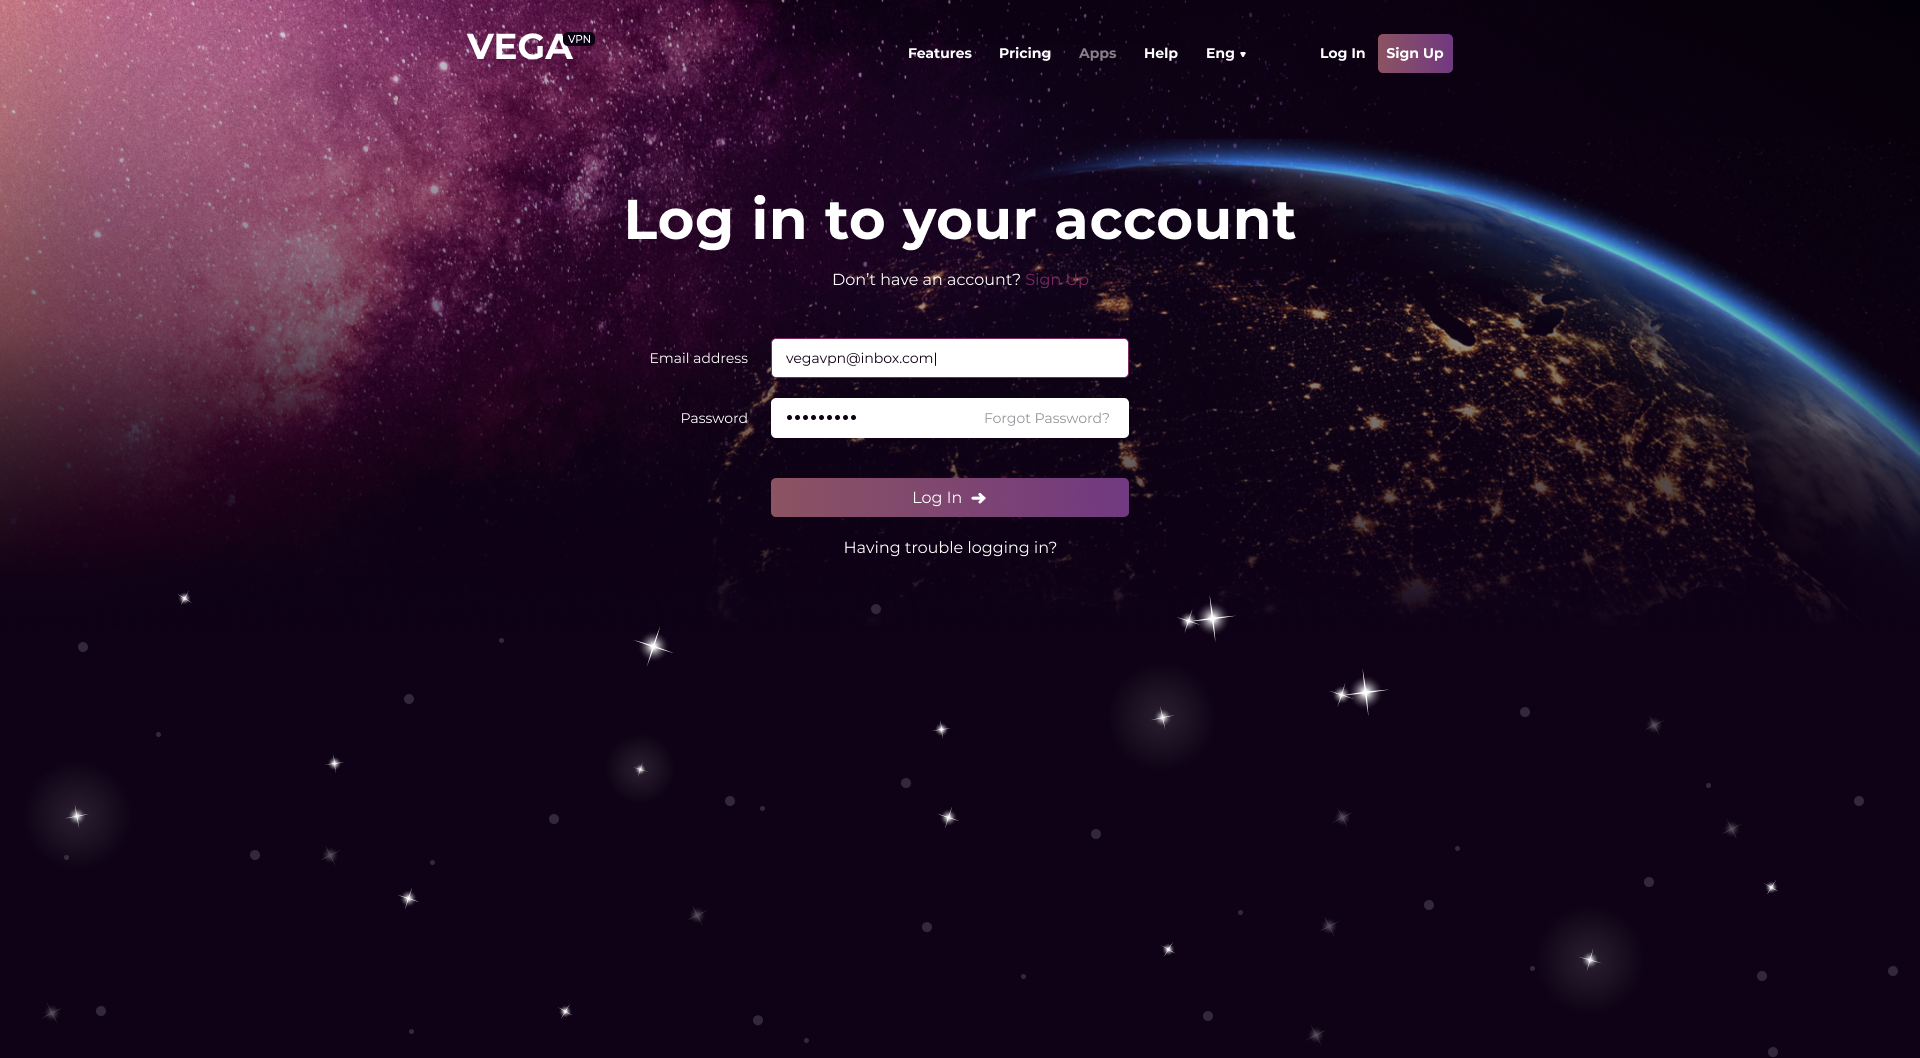 VEGA VPN
Features Pricing Apps Help Eng ▾ Log In Sign Up
Log in to your account
Don’t have an account? Sign Up
Email address vegavpn@inbox.com|
Password ••••••••• Forgot Password?
Log In ➔
Having trouble logging in?